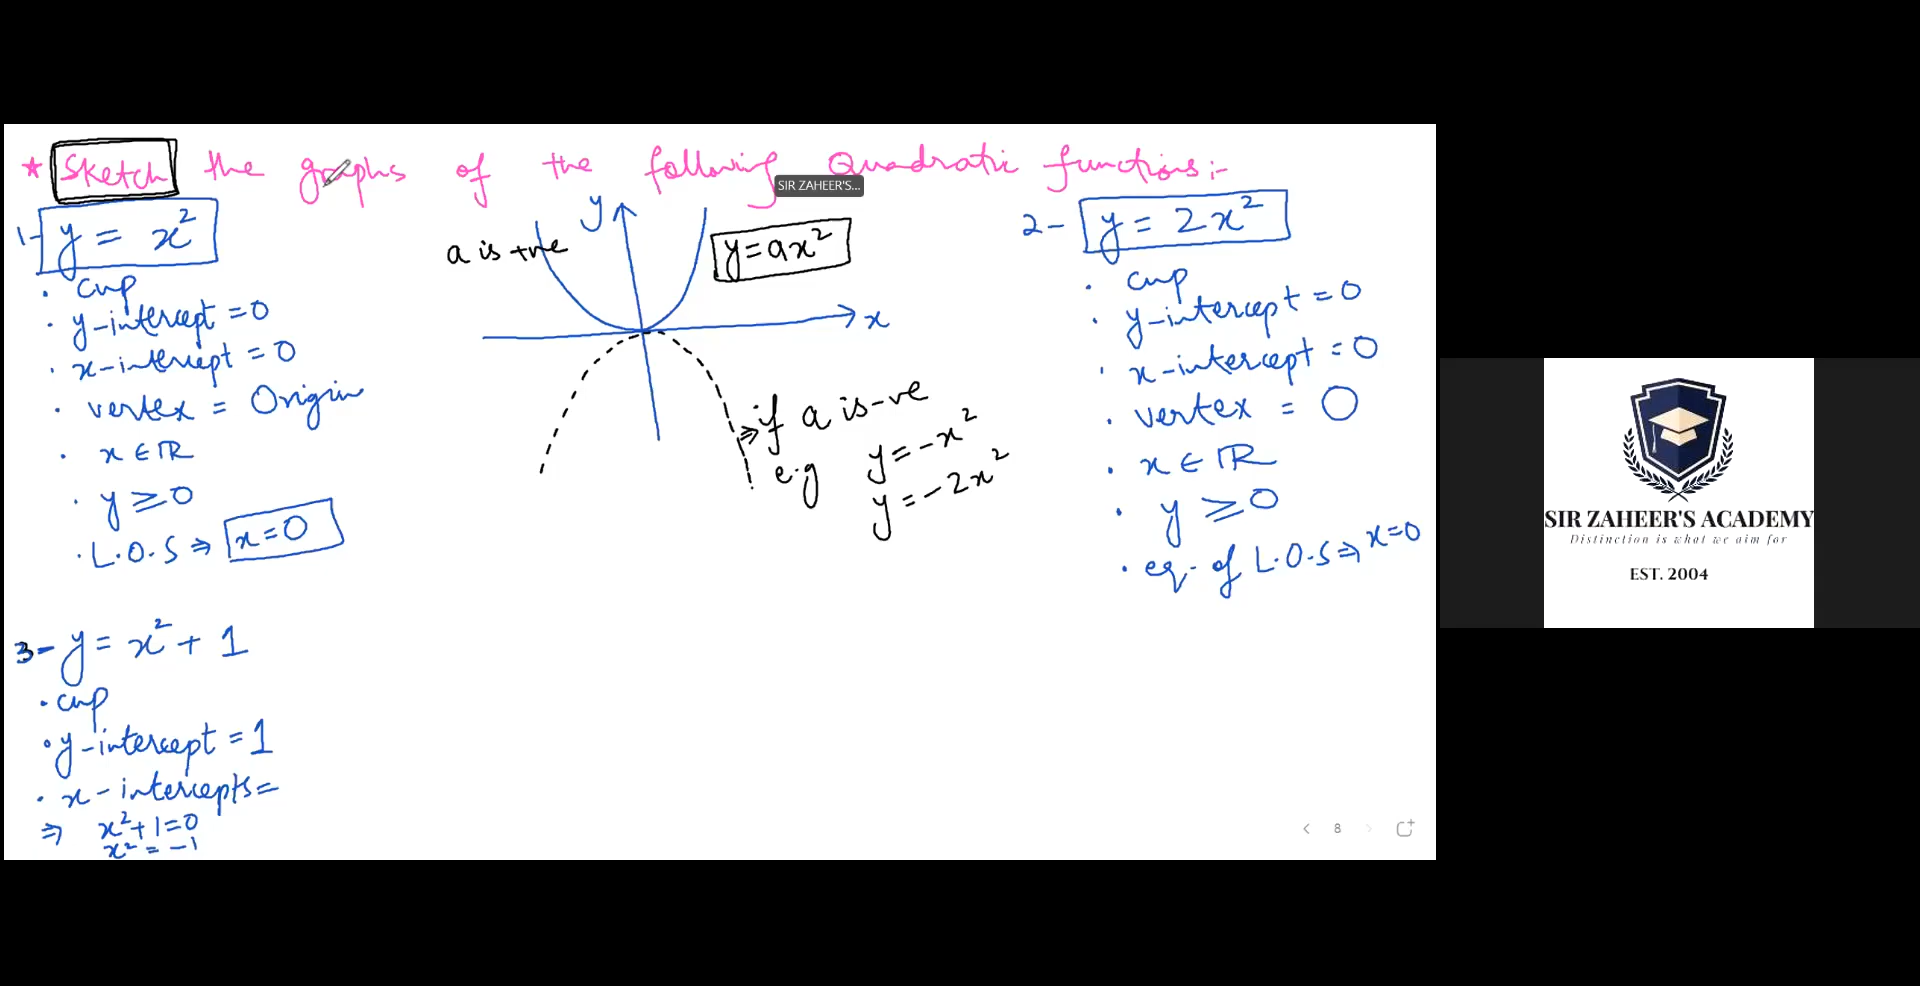 * Sketch the graphs of the following Quadratic functions:-
SIR ZAHEER'S...
1- y = x²
• cup
• y-intercept = 0
• x-intercept = 0
• vertex = Origin
• x ∈ ℝ
• y ≥ 0
• L.O.S ⇒ x=0
a is +ve
y
y=ax²
x
⇒ if a is -ve
e.g y = -x²
y = -2x²
2- y = 2x²
• cup
• y-intercept = 0
• x-intercept = 0
• vertex = O
• x ∈ ℝ
• y ≥ 0
• eq. of L.O.S ⇒ x=0
3- y = x² + 1
• cup
• y-intercept = 1
• x-intercepts =
⇒ x²+1=0
x² = -1
< 8 >
SIR ZAHEER'S ACADEMY
Distinction is what we aim for
EST. 2004